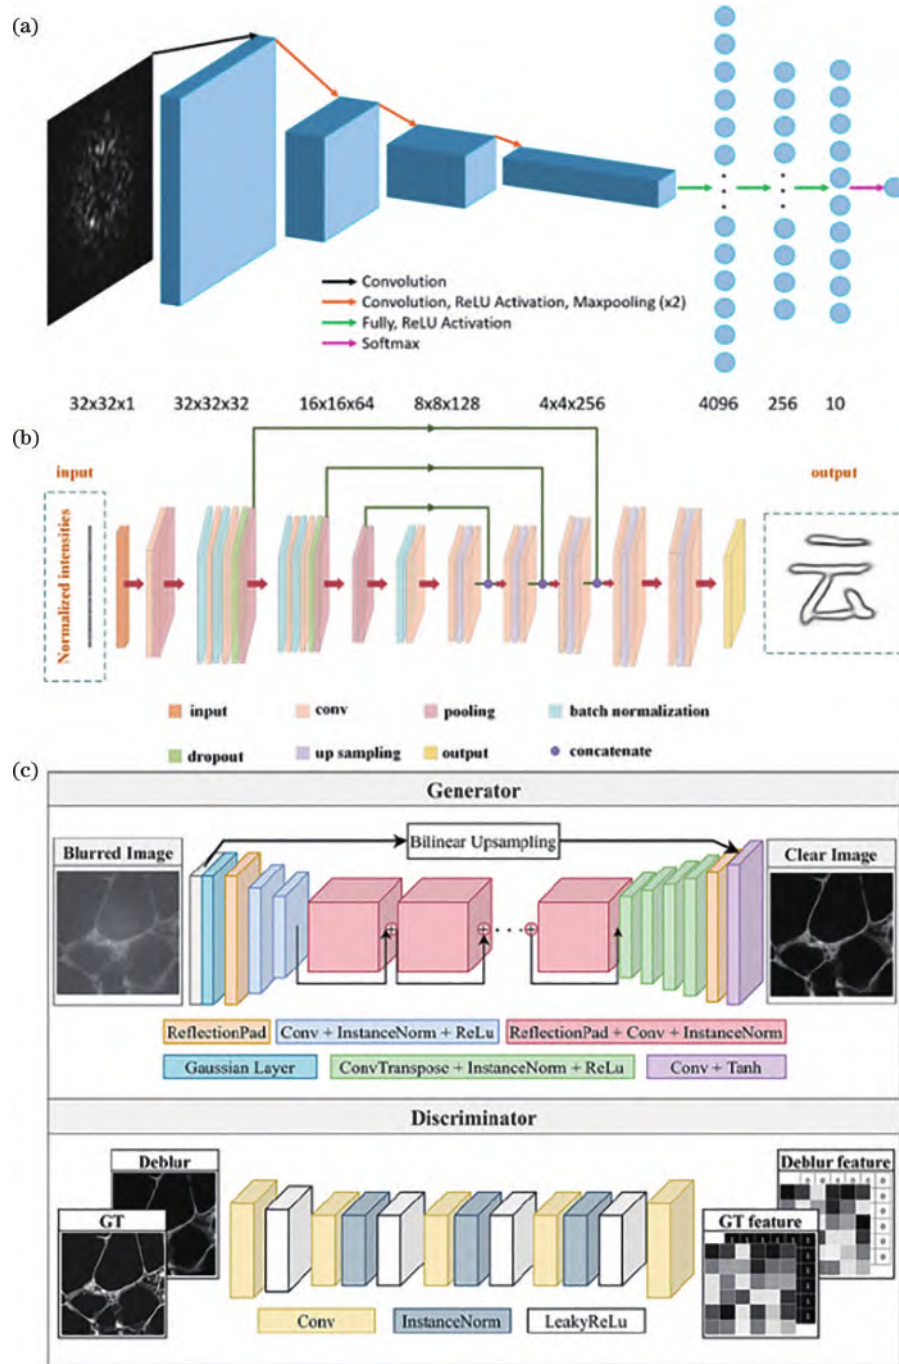 (a)
Convolution
Convolution, ReLU Activation, Maxpooling (x2)
Fully, ReLU Activation
Softmax
32x32x1 32x32x32 16x16x64 8x8x128 4x4x256 4096 256 10
(b)
input
output
Normalized intensities
云
input conv pooling batch normalization
dropout up sampling output concatenate
(c)
Generator
Blurred Image
Bilinear Upsampling
Clear Image
ReflectionPad Conv + InstanceNorm + ReLu ReflectionPad + Conv + InstanceNorm
Gaussian Layer ConvTranspose + InstanceNorm + ReLu Conv + Tanh
Discriminator
Deblur
GT
Deblur feature
GT feature
Conv InstanceNorm LeakyReLu